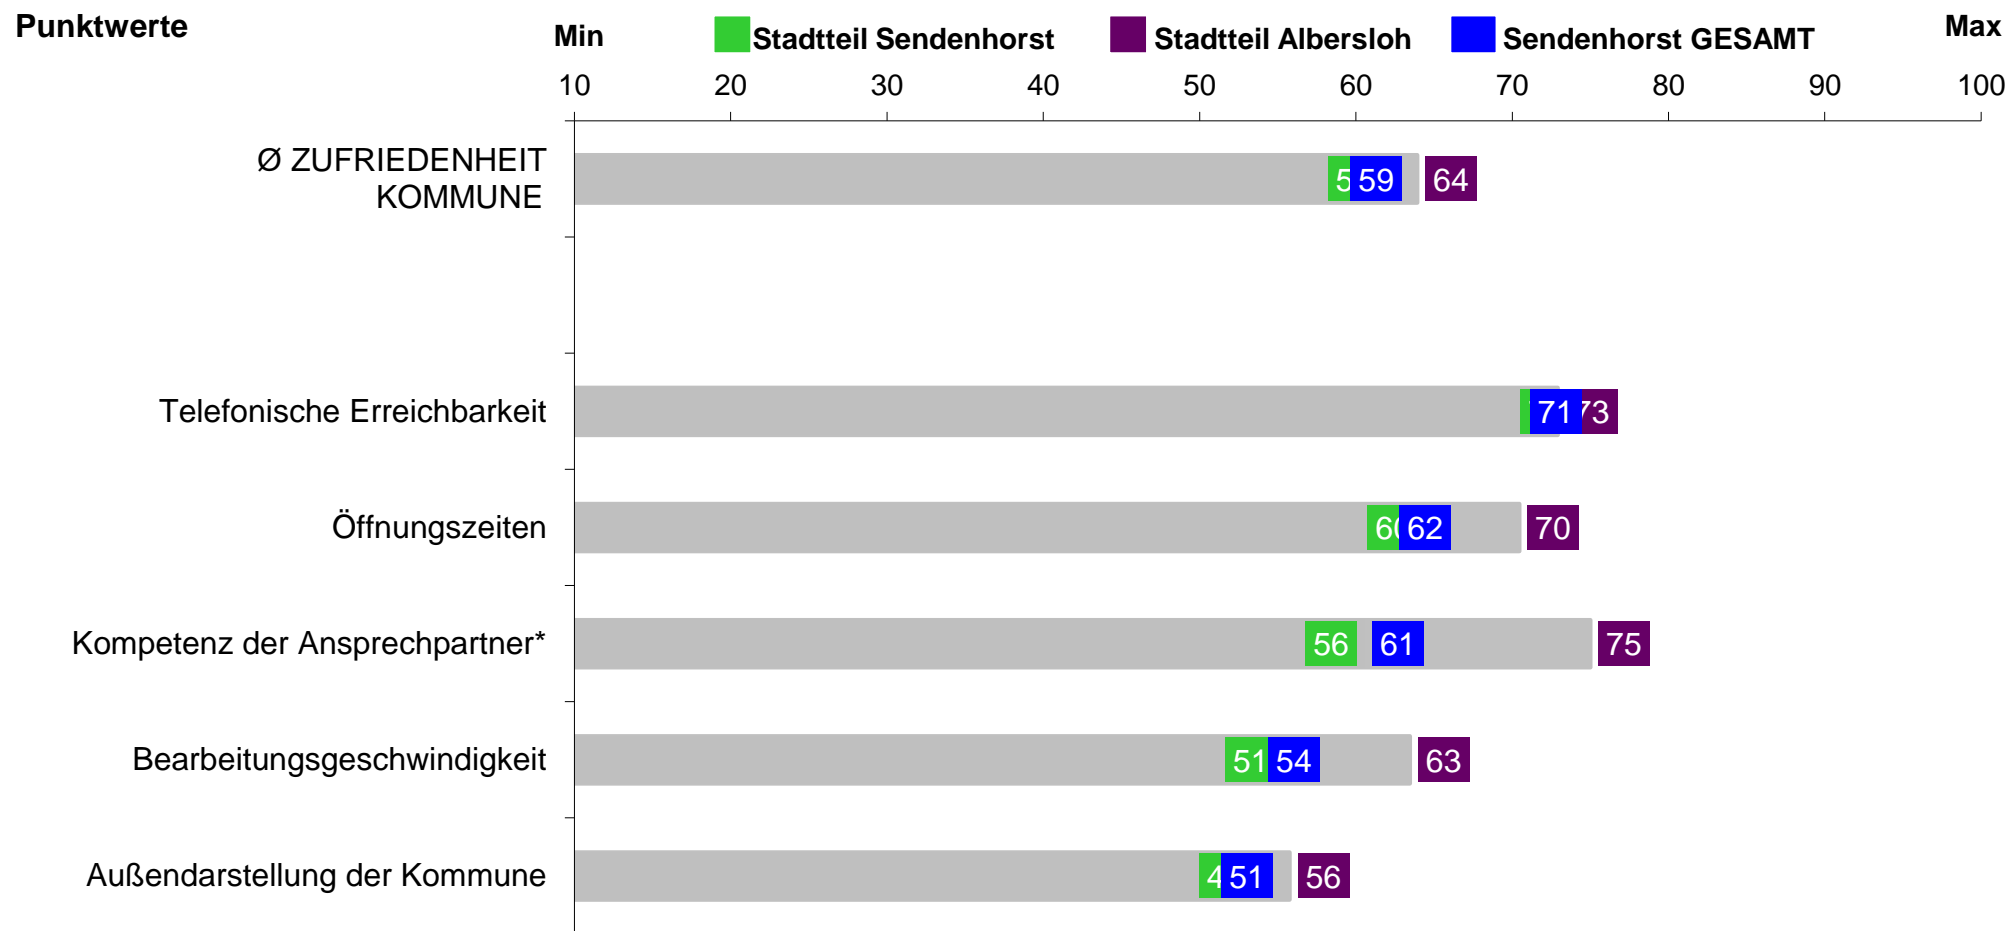 Punktwerte
Min
Stadtteil Sendenhorst
Stadtteil Albersloh
Sendenhorst GESAMT
Max
10 20 30 40 50 60 70 80 90 100
Ø ZUFRIEDENHEIT
KOMMUNE
59 64
Telefonische Erreichbarkeit
71 73
Öffnungszeiten
60 62 70
Kompetenz der Ansprechpartner*
56 61 75
Bearbeitungsgeschwindigkeit
51 54 63
Außendarstellung der Kommune
51 56